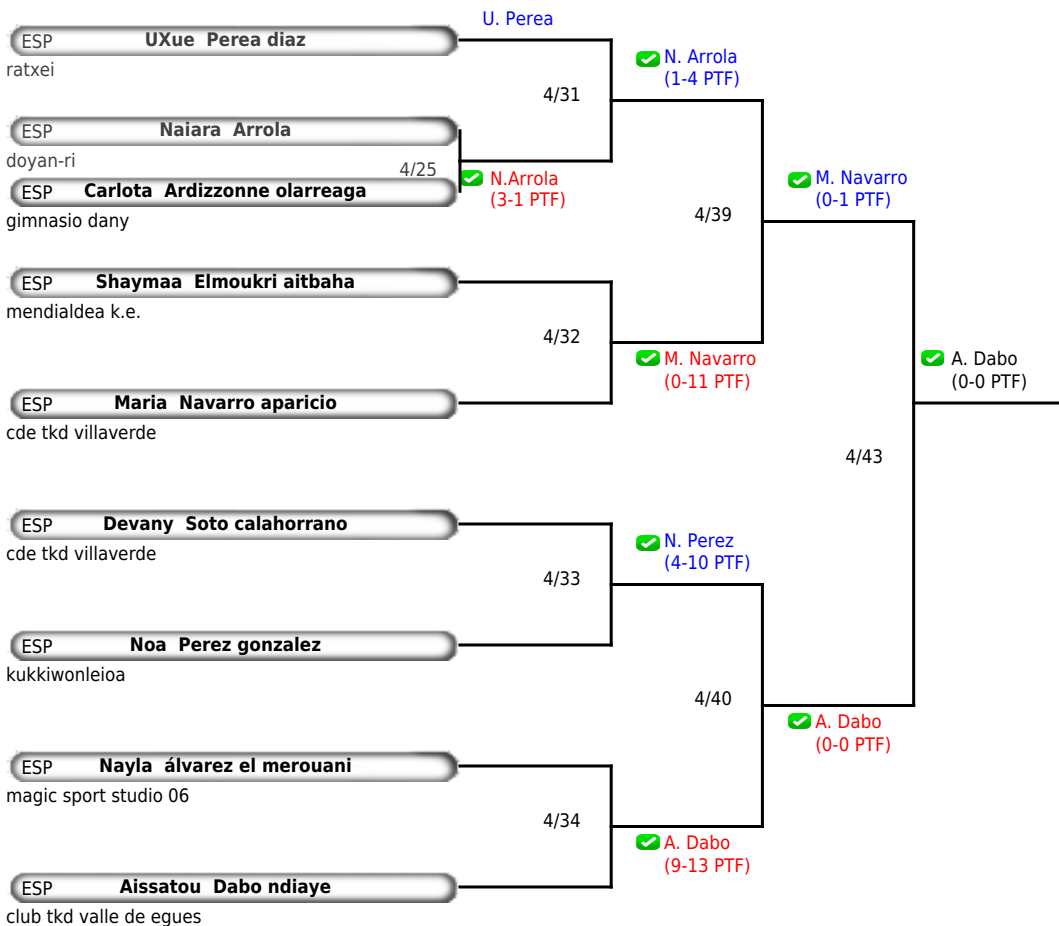 U. Perea
ESP UXue Perea diaz
ratxei
N. Arrola
(1-4 PTF)
4/31
ESP Naiara Arrola
doyan-ri
4/25
N.Arrola
(3-1 PTF)
ESP Carlota Ardizzonne olarreaga
gimnasio dany
M. Navarro
(0-1 PTF)
4/39
ESP Shaymaa Elmoukri aitbaha
mendialdea k.e.
4/32
M. Navarro
(0-11 PTF)
A. Dabo
(0-0 PTF)
ESP Maria Navarro aparicio
cde tkd villaverde
4/43
ESP Devany Soto calahorrano
cde tkd villaverde
N. Perez
(4-10 PTF)
4/33
ESP Noa Perez gonzalez
kukkiwonleioa
4/40
A. Dabo
(0-0 PTF)
ESP Nayla álvarez el merouani
magic sport studio 06
4/34
A. Dabo
(9-13 PTF)
ESP Aissatou Dabo ndiaye
club tkd valle de egues